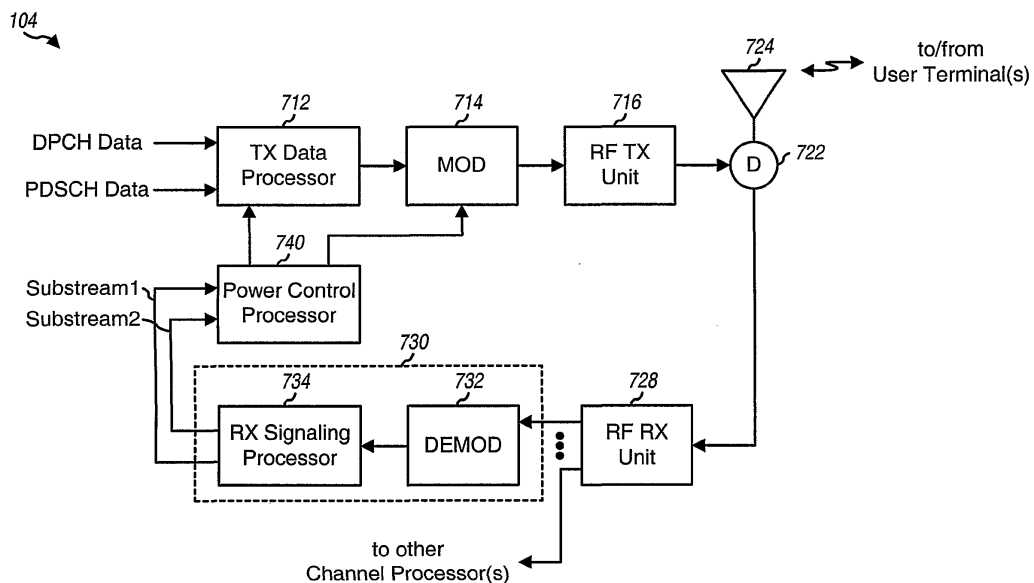 104
724
to/from
User Terminal(s)
712
714
716
DPCH Data
PDSCH Data
TX Data
Processor
MOD
RF TX
Unit
D
722
740
Substream1
Substream2
Power Control
Processor
730
734
732
728
RX Signaling
Processor
DEMOD
RF RX
Unit
to other
Channel Processor(s)